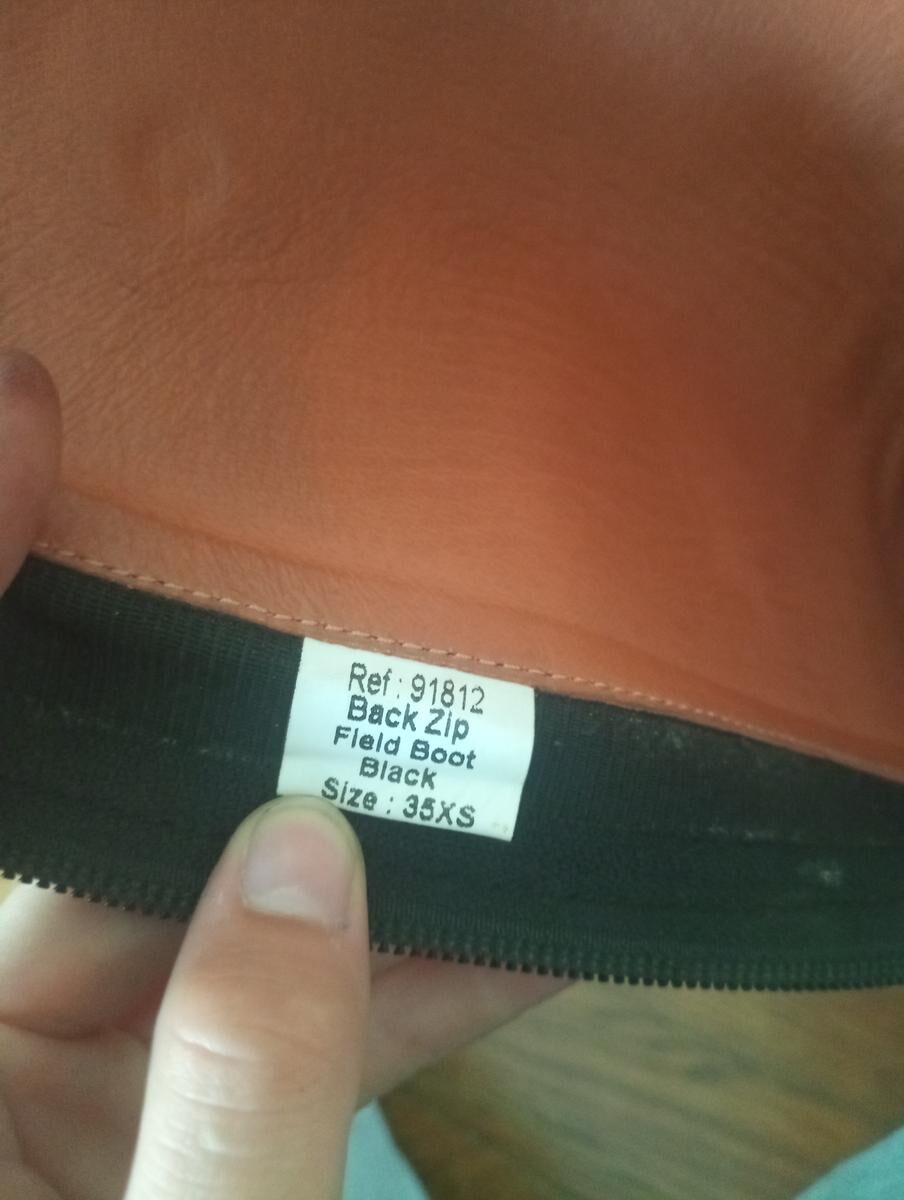 Ref : 91812
Back Zip
Field Boot
Black
Size : 35XS